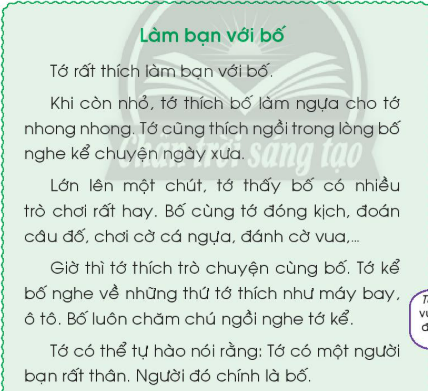 Làm bạn với bố
Tớ rất thích làm bạn với bố.
Khi còn nhỏ, tớ thích bố làm ngựa cho tớ
nhong nhong. Tớ cũng thích ngồi trong lòng bố
nghe kể chuyện ngày xưa.
Chân trời sáng tạo
Lớn lên một chút, tớ thấy bố có nhiều
trò chơi rất hay. Bố cùng tớ đóng kịch, đoán
câu đố, chơi cờ cá ngựa, đánh cờ vua,...
Giờ thì tớ thích trò chuyện cùng bố. Tớ kể
bố nghe về những thứ tớ thích như máy bay,
ô tô. Bố luôn chăm chú ngồi nghe tớ kể.
Tớ có thể tự hào nói rằng: Tớ có một người
bạn rất thân. Người đó chính là bố.